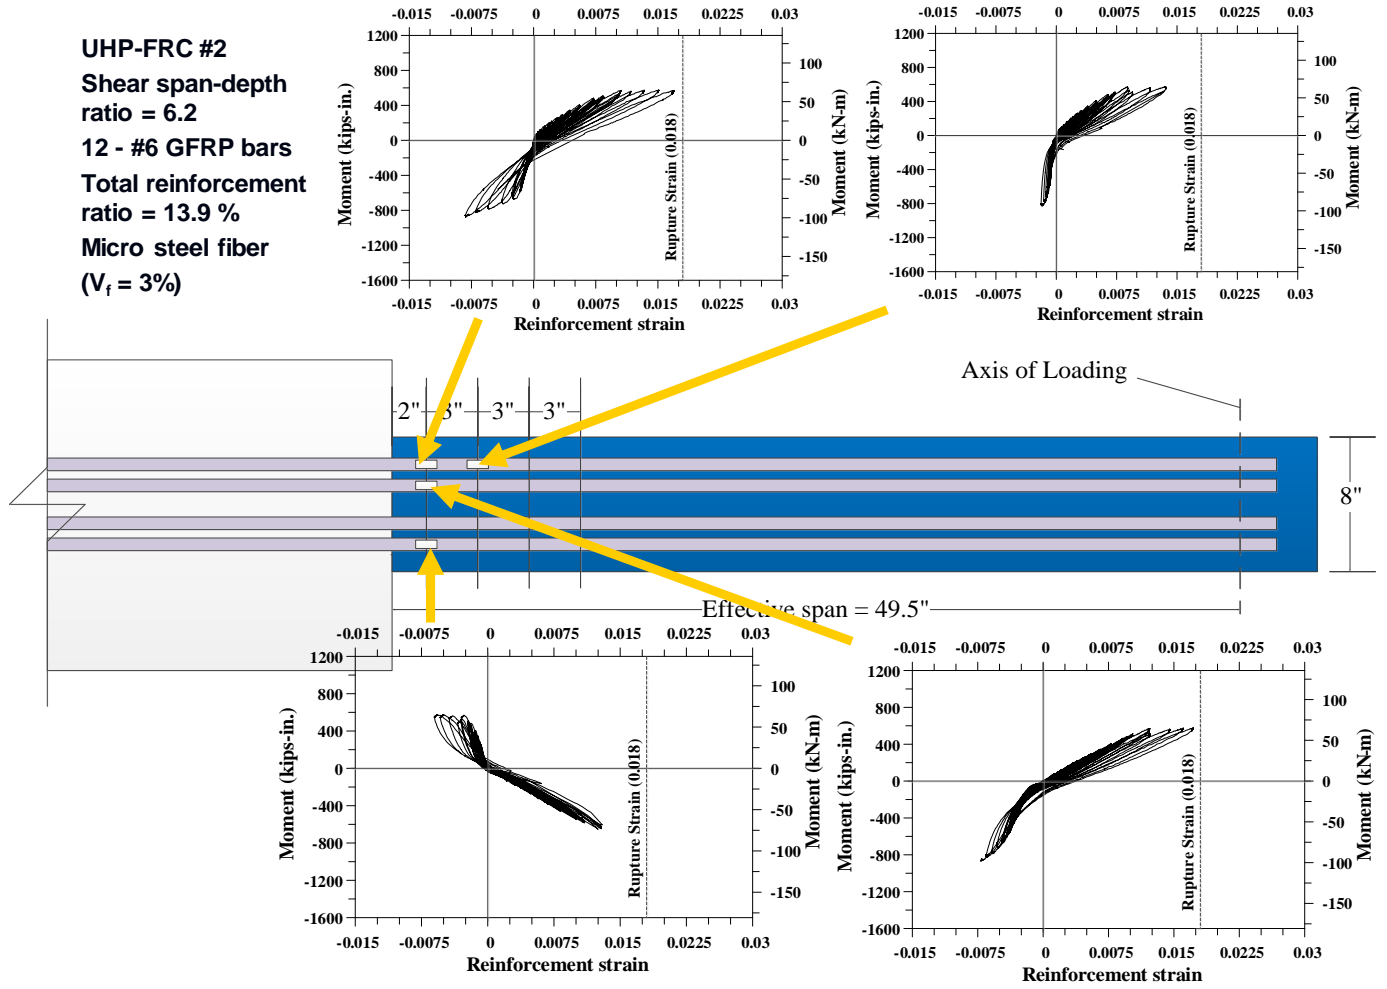 UHP-FRC #2
Shear span-depth
ratio = 6.2
12 - #6 GFRP bars
Total reinforcement
ratio = 13.9 %
Micro steel fiber
(Vf = 3%)
-0.015 -0.0075 0 0.0075 0.015 0.0225 0.03
1200
800
400
0
-400
-800
-1200
-1600
Moment (kips-in.)
100
50
0
-50
-100
-150
Moment (kN-m)
Rupture Strain (0.018)
-0.015 -0.0075 0 0.0075 0.015 0.0225 0.03
Reinforcement strain
-0.015 -0.0075 0 0.0075 0.015 0.0225 0.03
1200
800
400
0
-400
-800
-1200
-1600
Moment (kips-in.)
100
50
0
-50
-100
-150
Moment (kN-m)
Rupture Strain (0.018)
-0.015 -0.0075 0 0.0075 0.015 0.0225 0.03
Reinforcement strain
Axis of Loading
2" 3" 3" 3"
8"
Effective span = 49.5"
-0.015 -0.0075 0 0.0075 0.015 0.0225 0.03
1200
800
400
0
-400
-800
-1200
-1600
Moment (kips-in.)
100
50
0
-50
-100
-150
Moment (kN-m)
Rupture Strain (0.018)
-0.015 -0.0075 0 0.0075 0.015 0.0225 0.03
Reinforcement strain
-0.015 -0.0075 0 0.0075 0.015 0.0225 0.03
1200
800
400
0
-400
-800
-1200
-1600
Moment (kips-in.)
100
50
0
-50
-100
-150
Moment (kN-m)
Rupture Strain (0.018)
-0.015 -0.0075 0 0.0075 0.015 0.0225 0.03
Reinforcement strain